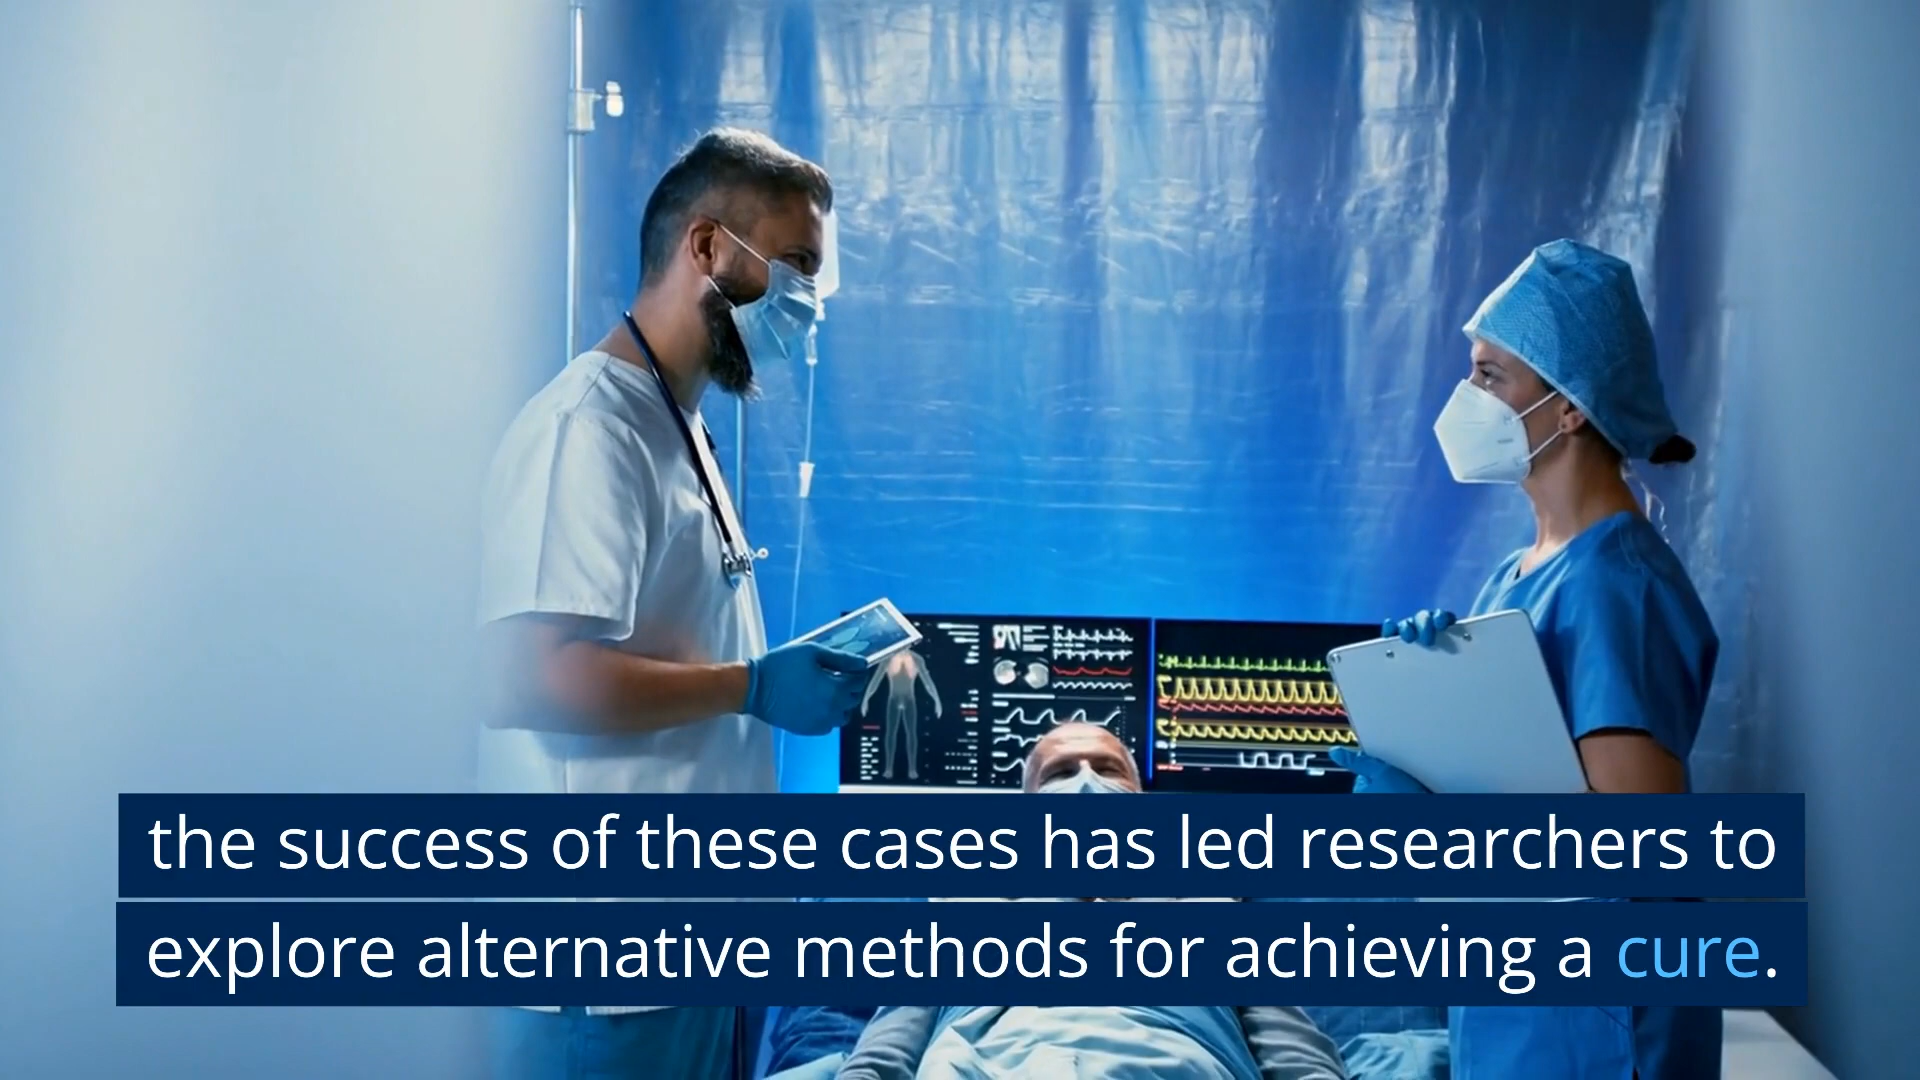 the success of these cases has led researchers to
explore alternative methods for achieving a cure.